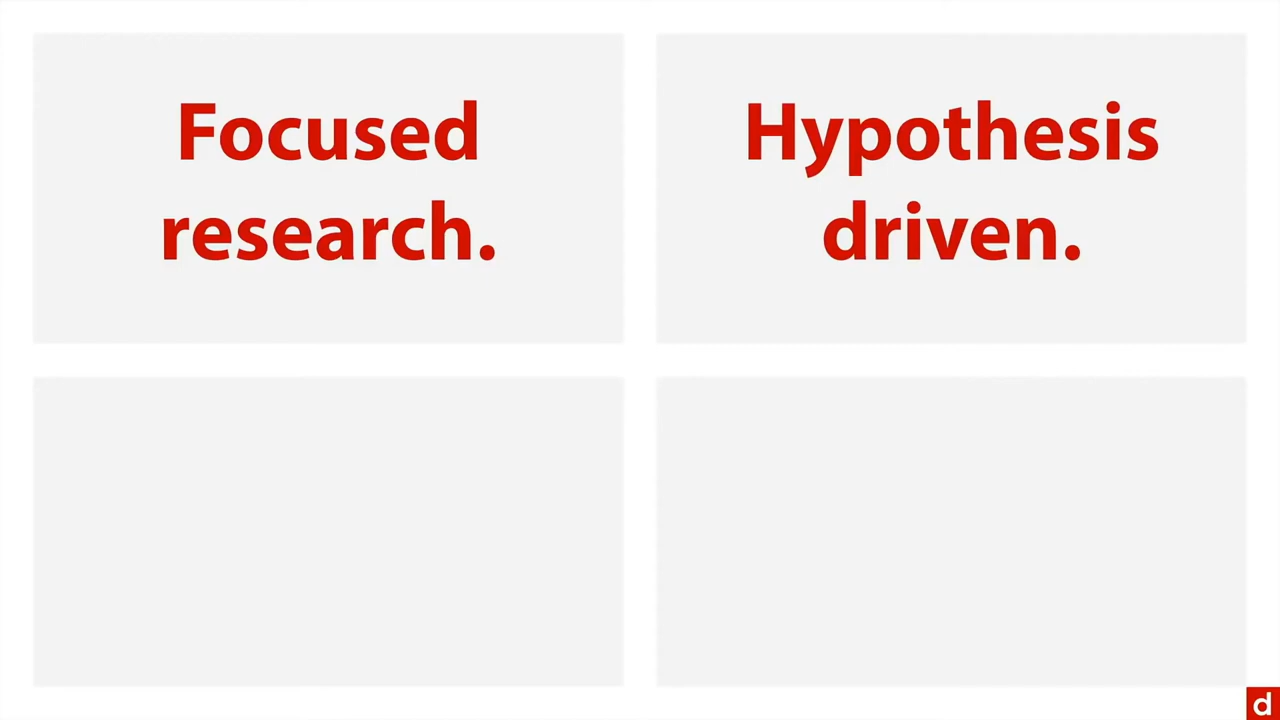 Focused
research.
Hypothesis
driven.
d